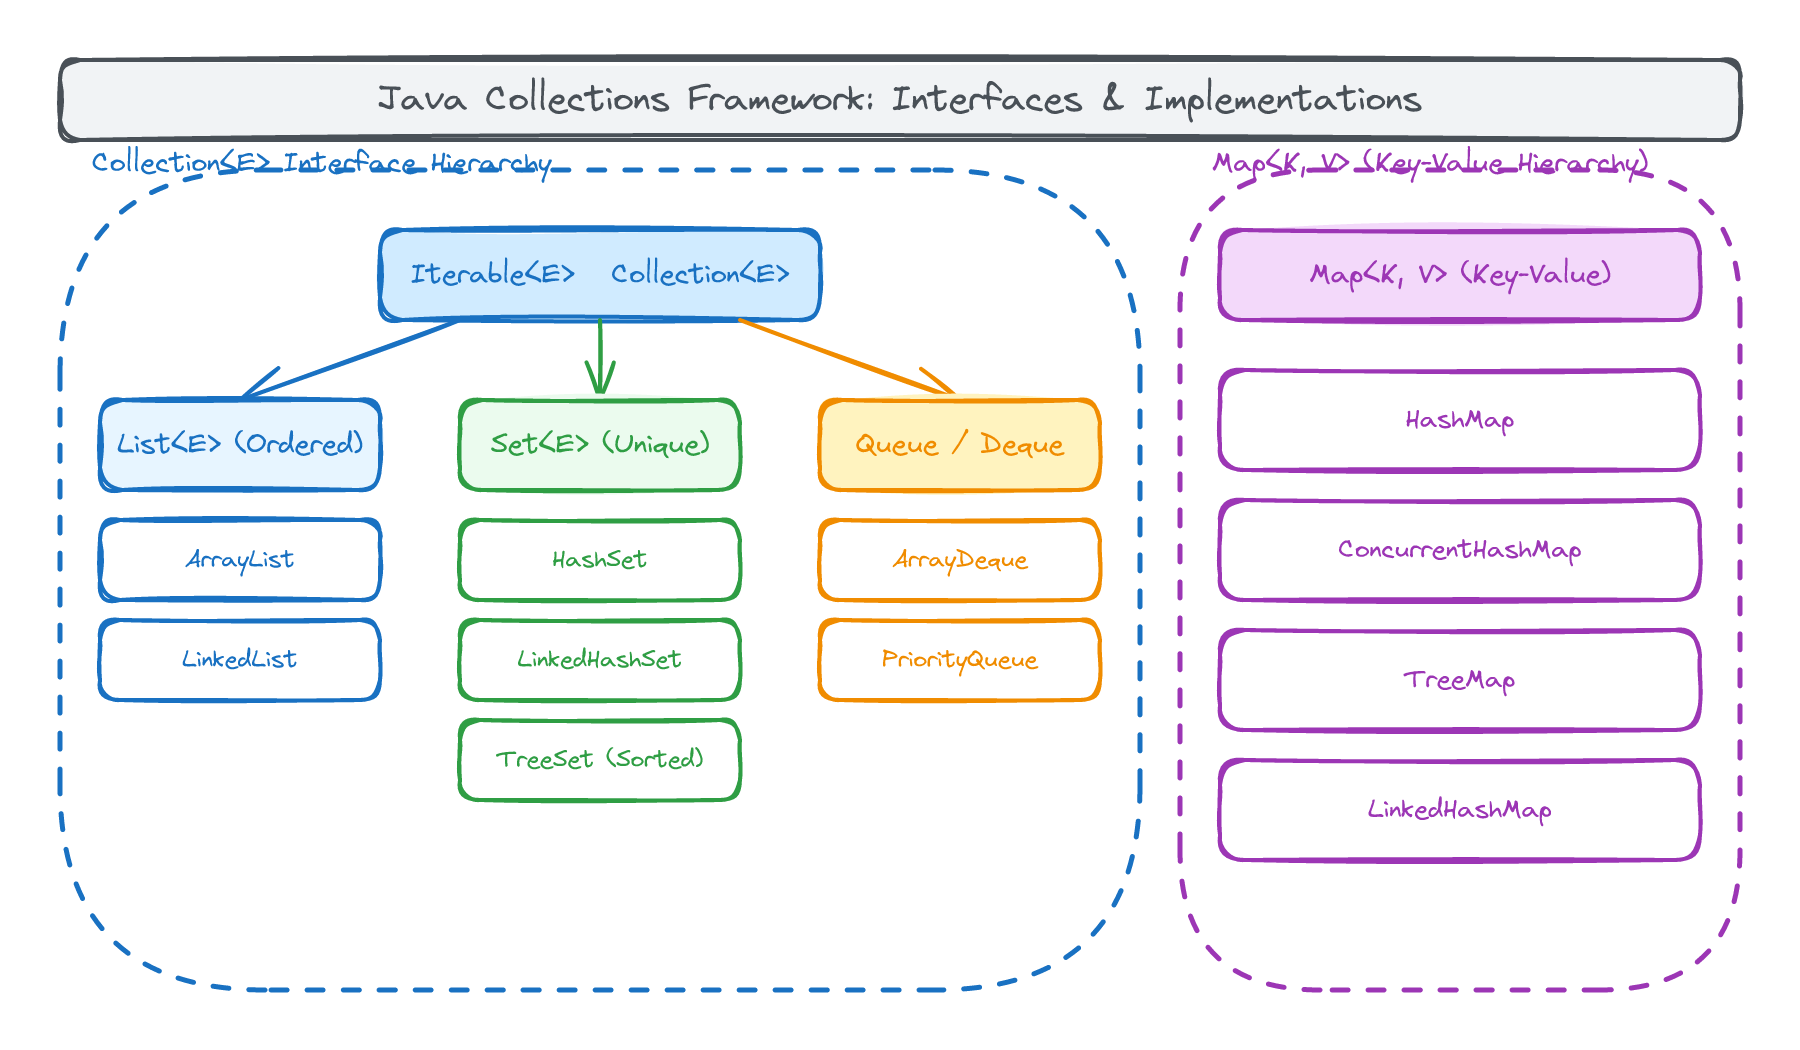 Java Collections Framework: Interfaces & Implementations
Collection<E> Interface Hierarchy
Map<K, V> (Key-Value Hierarchy)
Iterable<E> Collection<E>
Map<K, V> (Key-Value)
List<E> (Ordered)
Set<E> (Unique)
Queue / Deque
ArrayList
HashSet
ArrayDeque
LinkedList
LinkedHashSet
PriorityQueue
TreeSet (Sorted)
HashMap
ConcurrentHashMap
TreeMap
LinkedHashMap